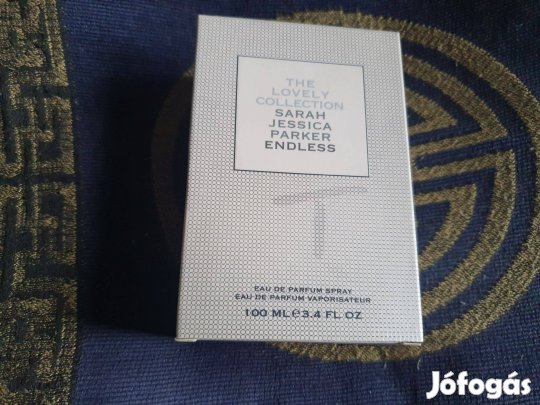 THE
LOVELY
COLLECTION
SARAH
JESSICA
PARKER
ENDLESS
EAU DE PARFUM SPRAY
EAU DE PARFUM VAPORISATEUR
100 ML℮3.4 FL OZ
Jófogás